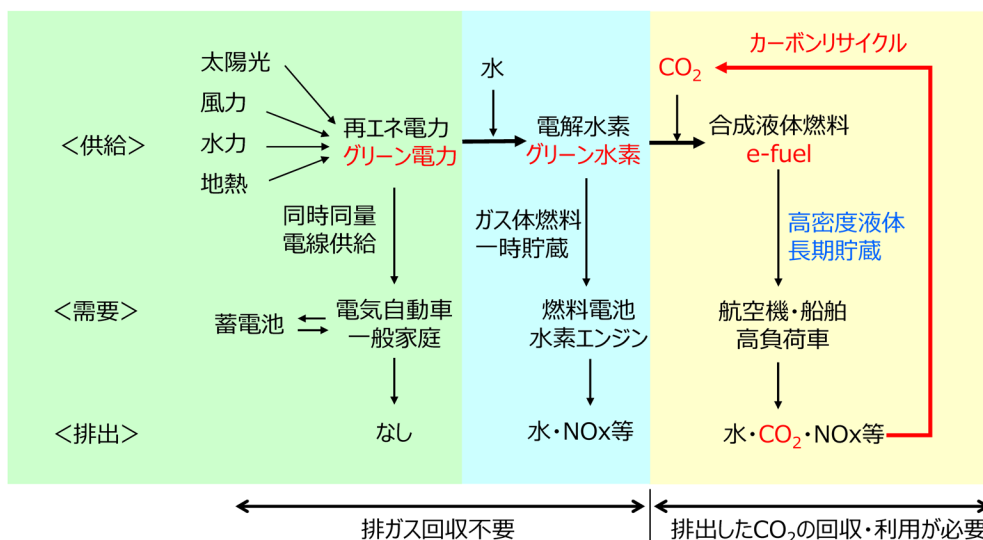 カーボンリサイクル
太陽光
風力
水力
地熱
<供給>
再エネ電力
グリーン電力
水
電解水素
グリーン水素
CO₂
合成液体燃料
e-fuel
同時同量
電線供給
ガス体燃料
一時貯蔵
高密度液体
長期貯蔵
<需要>
蓄電池
電気自動車
一般家庭
燃料電池
水素エンジン
航空機・船舶
高負荷車
<排出>
なし
水・NOx等
水・CO₂・NOx等
排ガス回収不要
排出したCO₂の回収・利用が必要